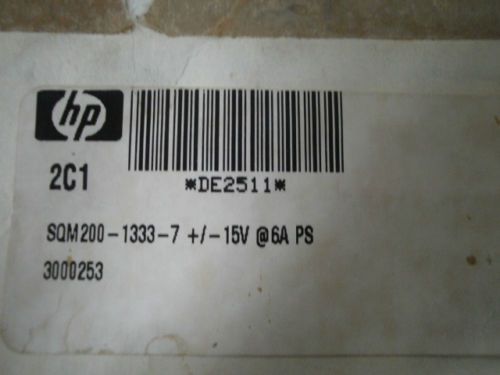 hp
2C1
*DE2511*
SQM200-1333-7 +/-15V @6A PS
3000253